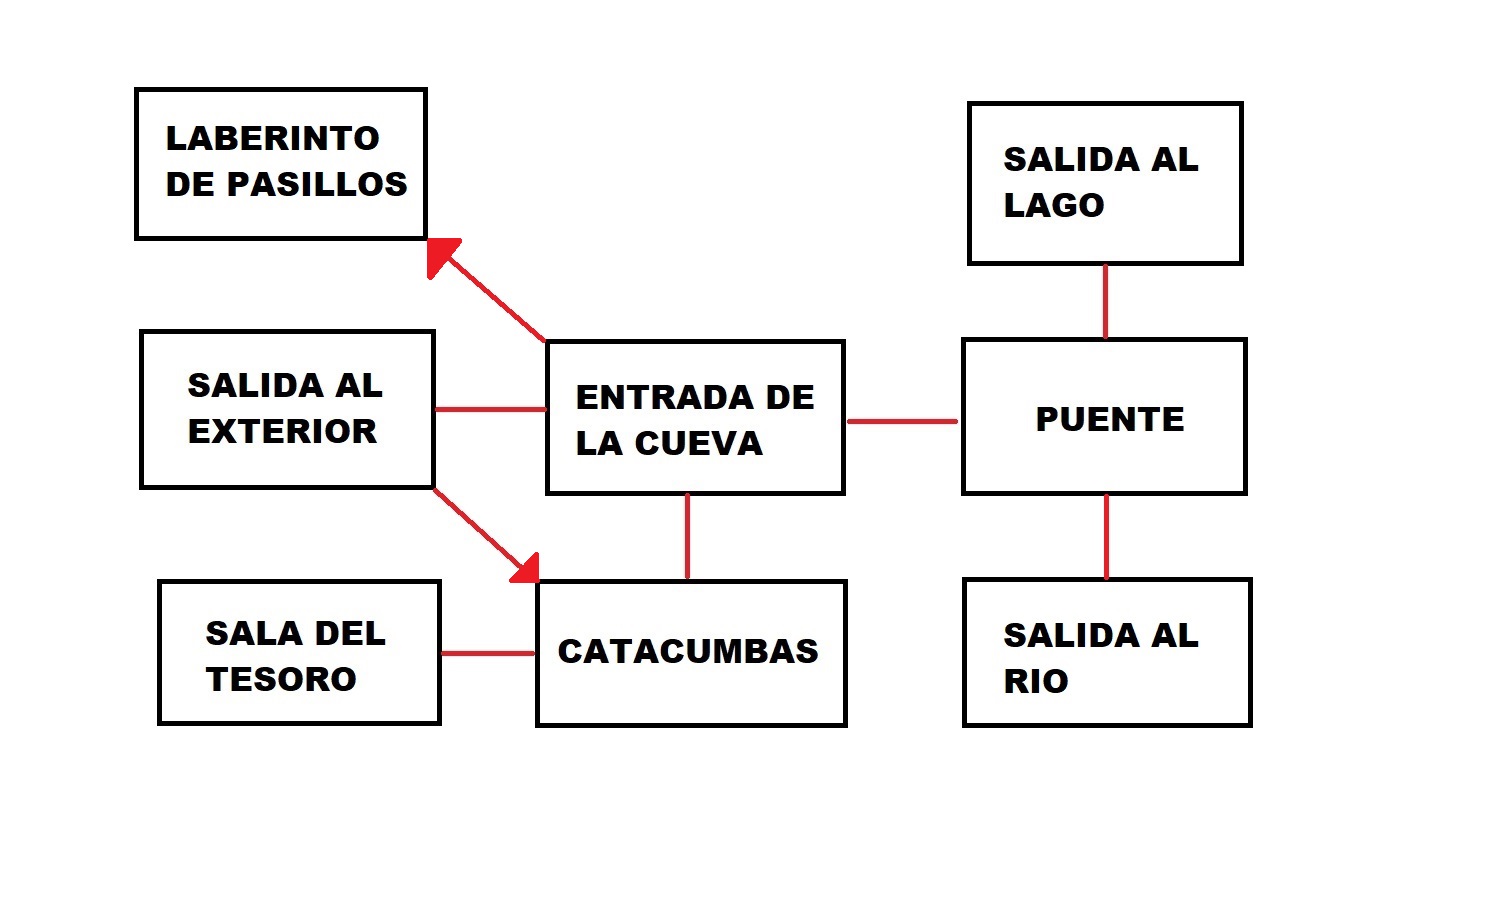 LABERINTO
DE PASILLOS
SALIDA AL
LAGO
SALIDA AL
EXTERIOR
ENTRADA DE
LA CUEVA
PUENTE
SALA DEL
TESORO
CATACUMBAS
SALIDA AL
RIO